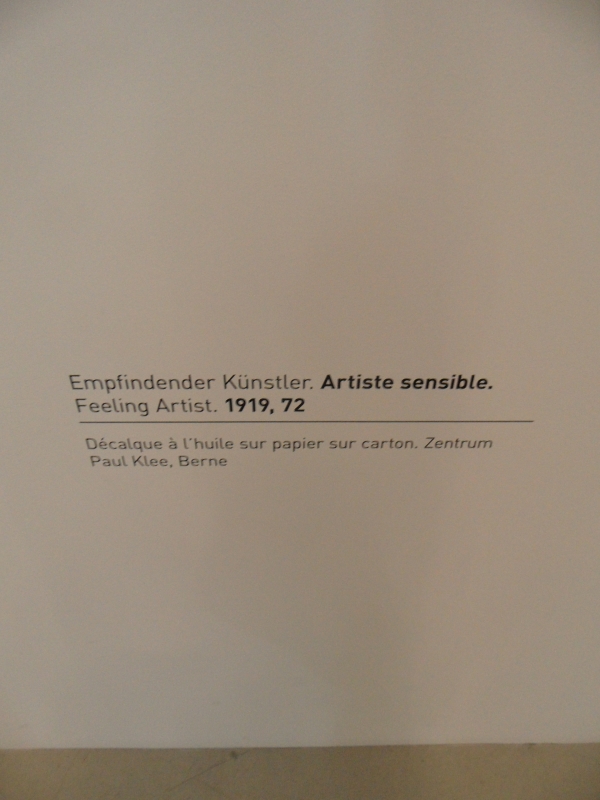 Empfindender Künstler. Artiste sensible.
Feeling Artist. 1919, 72
Décalque à l'huile sur papier sur carton. Zentrum
Paul Klee, Berne